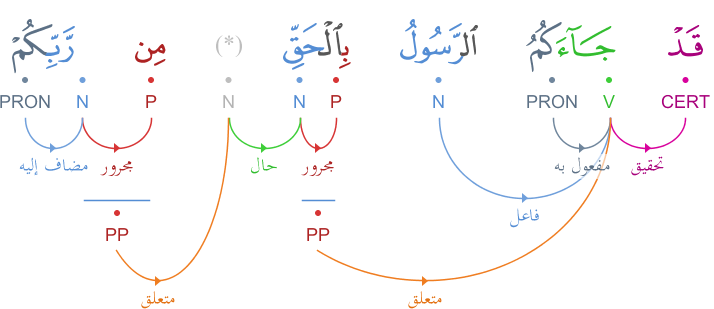 قَدْ جَآءَكُمُ ٱلرَّسُولُ بِٱلْحَقِّ (*) مِن رَّبِّكُمْ
CERT V PRON N P N N P N PRON
تحقيق مفعول به مجرور حال مجرور مضاف إليه
فاعل
PP PP
متعلق متعلق